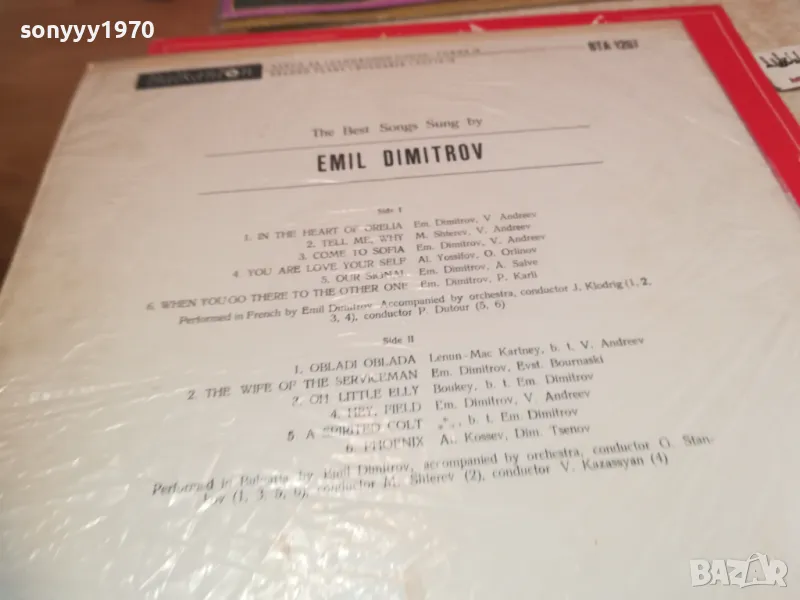 sonyyy1970
BTA 1297
The Best Songs Sung by
EMIL DIMITROV
Side I
1. IN THE HEART OF ORELIA Em. Dimitrov, V. Andreev
2. TELL ME, WHY M. Shterev, V. Andreev
3. COME TO SOFIA Em. Dimitrov, V. Andreev
4. YOU ARE LOVE YOUR SELF Al. Yossifov, O. Orlinov
5. OUR SIGNAL Em. Dimitrov, A. Salve
6. WHEN YOU GO THERE TO THE OTHER ONE Em. Dimitrov, P. Karli
Performed in French by Emil Dimitrov. Accompanied by orchestra, conductor J. Klodrig (1, 2,
3, 4), conductor P. Dutour (5, 6)
Side II
1. OBLADI OBLADA Lenun-Mac Kartney, b. t. V. Andreev
2. THE WIFE OF THE SERVICEMAN Em. Dimitrov, Evst. Bournaski
3. OH LITTLE ELLY Boukey, b. t. Em. Dimitrov
4. HEY, FIELD Em. Dimitrov, V. Andreev
5 A SPIRITED COLT b. t. Em. Dimitrov
6. PHOENIX At. Kossev, Dim. Tsenov
Performed in Bulgaria by Emil Dimitrov, accompanied by orchestra, conductor O. Stan-
kov (1, 3, 5, 6), conductor M. Shterev (2), conductor V. Kazassyan (4)
BAZAR